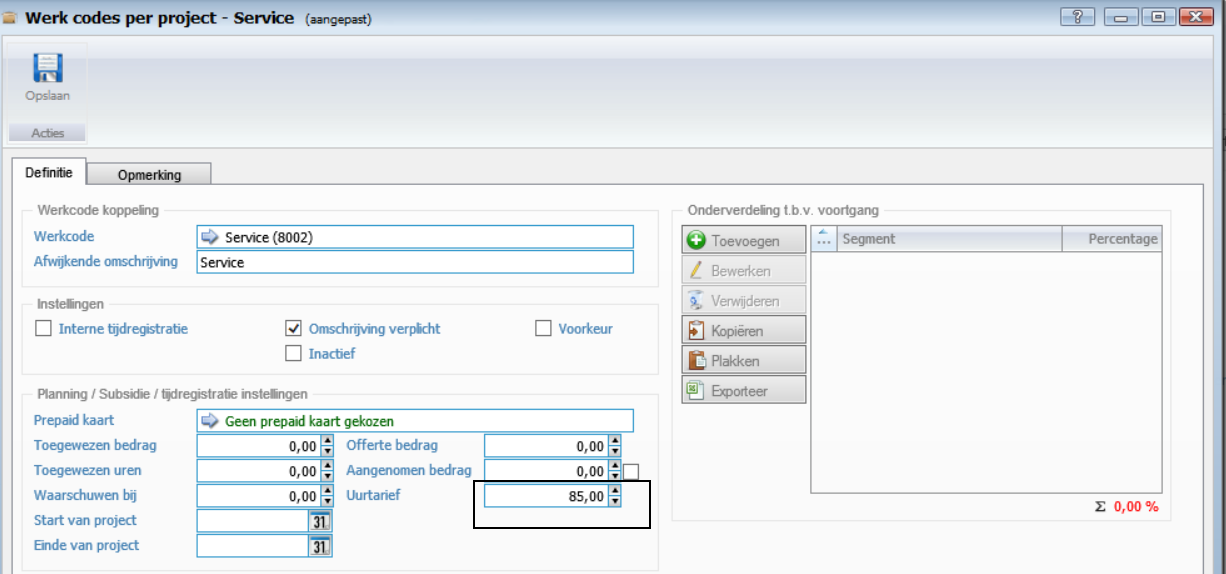 Werk codes per project - Service (aangepast)
?
Opslaan
Acties
Definitie
Opmerking
Werkcode koppeling
Werkcode
Service (8002)
Afwijkende omschrijving
Service
Instellingen
Interne tijdregistratie
Omschrijving verplicht
Voorkeur
Inactief
Planning / Subsidie / tijdregistratie instellingen
Prepaid kaart
Geen prepaid kaart gekozen
Toegewezen bedrag 0,00 Offerte bedrag 0,00
Toegewezen uren 0,00 Aangenomen bedrag 0,00
Waarschuwen bij 0,00 Uurtarief 85,00
Start van project 31
Einde van project 31
Onderverdeling t.b.v. voortgang
Toevoegen
Bewerken
Verwijderen
Kopiëren
Plakken
Exporteer
... Segment Percentage
Σ 0,00 %